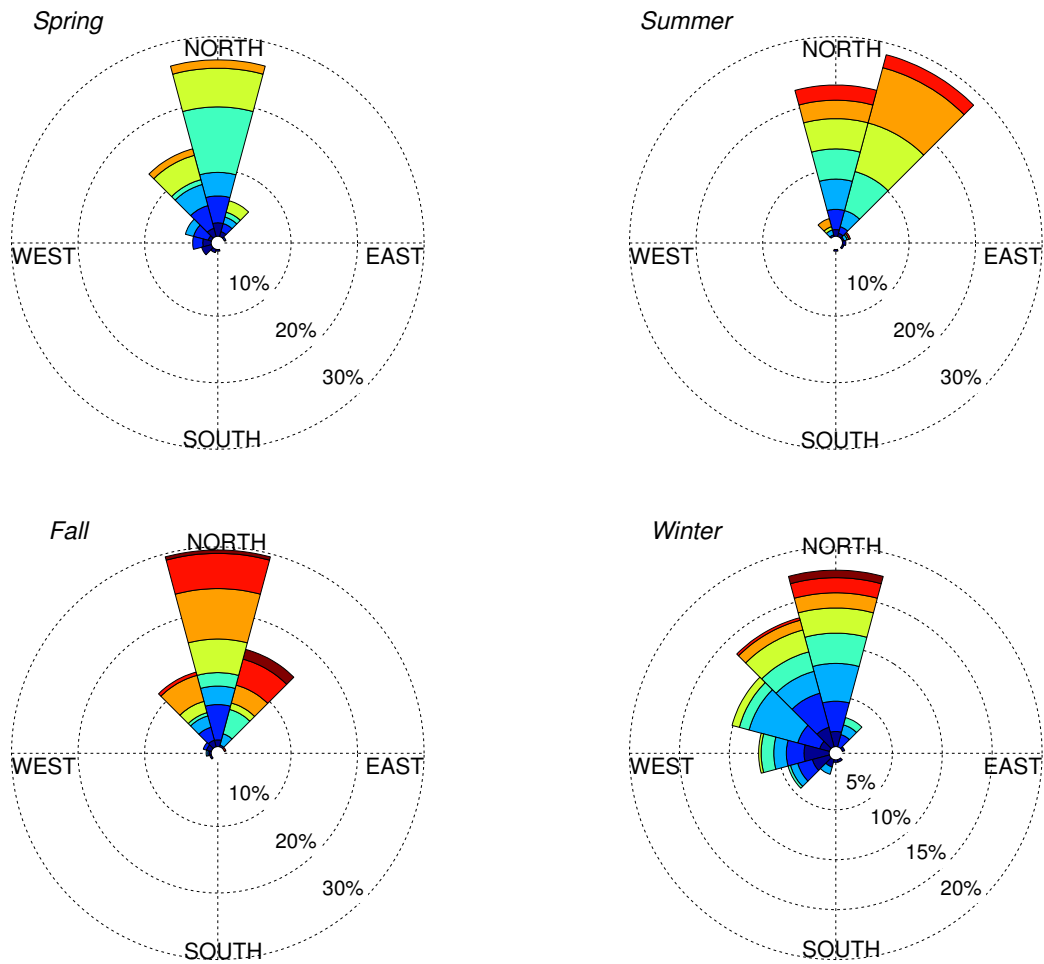 Spring
NORTH
WEST
EAST
10%
20%
30%
SOUTH
Summer
NORTH
WEST
EAST
10%
20%
30%
SOUTH
Fall
NORTH
WEST
EAST
10%
20%
30%
SOUTH
Winter
NORTH
WEST
EAST
5%
10%
15%
20%
SOUTH